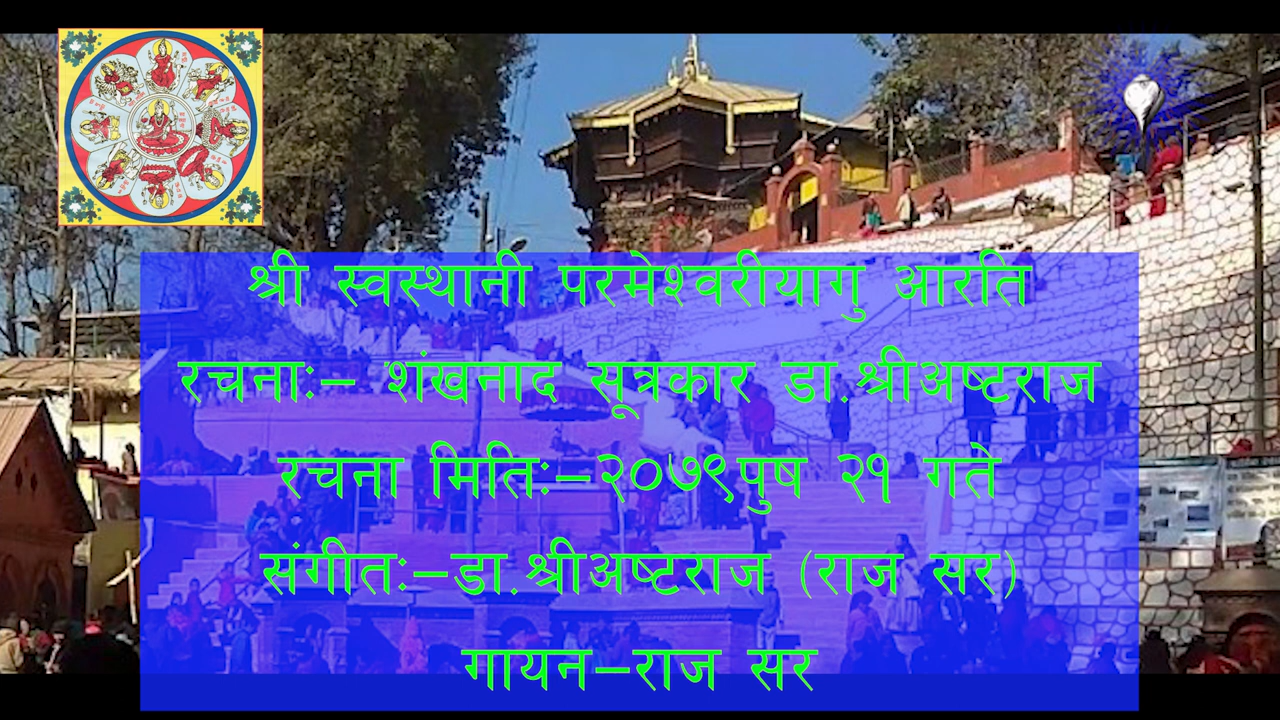 श्री स्वस्थानी परमेश्वरीयागु आरति
रचनाः– शंखनाद सूत्रकार डा.श्रीअष्टराज
रचना मितिः–२०७९पुष २१ गते
संगीतः–डा.श्रीअष्टराज (राज सर)
गायन–राज सर